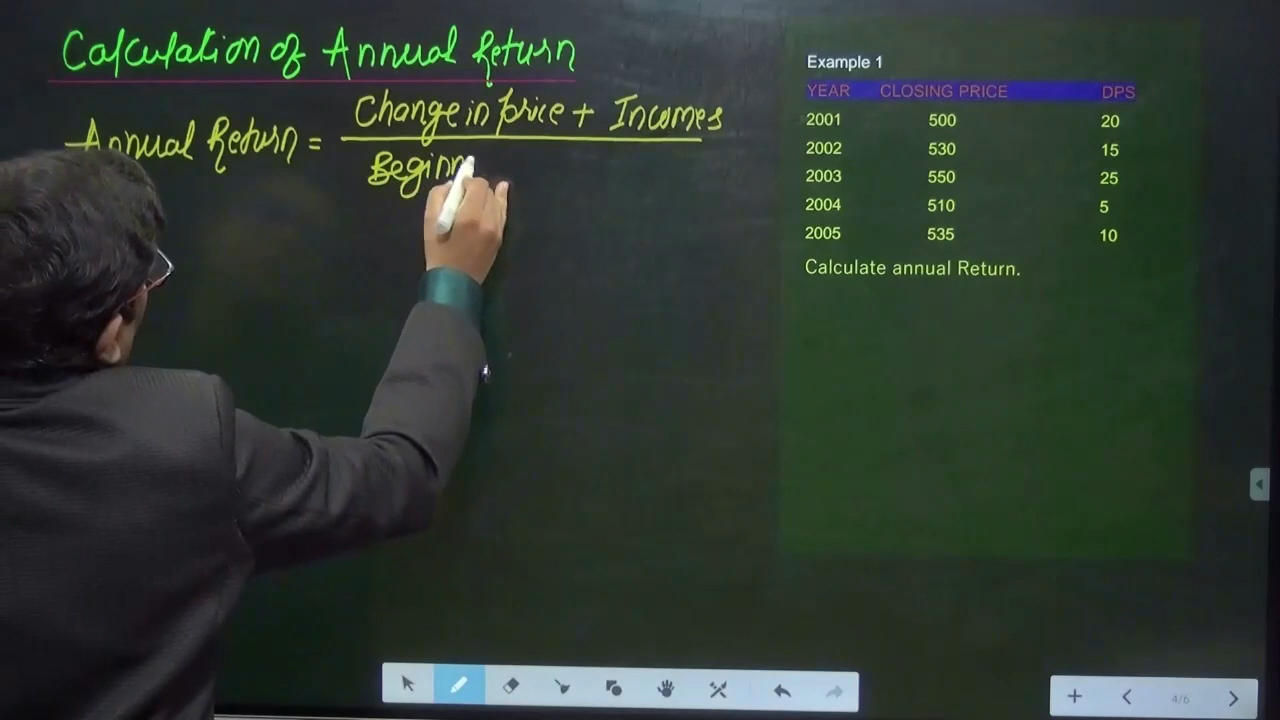 Calculation of Annual Return
Annual Return = Change in price + Incomes
Beginn
Example 1
YEAR CLOSING PRICE DPS
2001 500 20
2002 530 15
2003 550 25
2004 510 5
2005 535 10
Calculate annual Return.
4/6